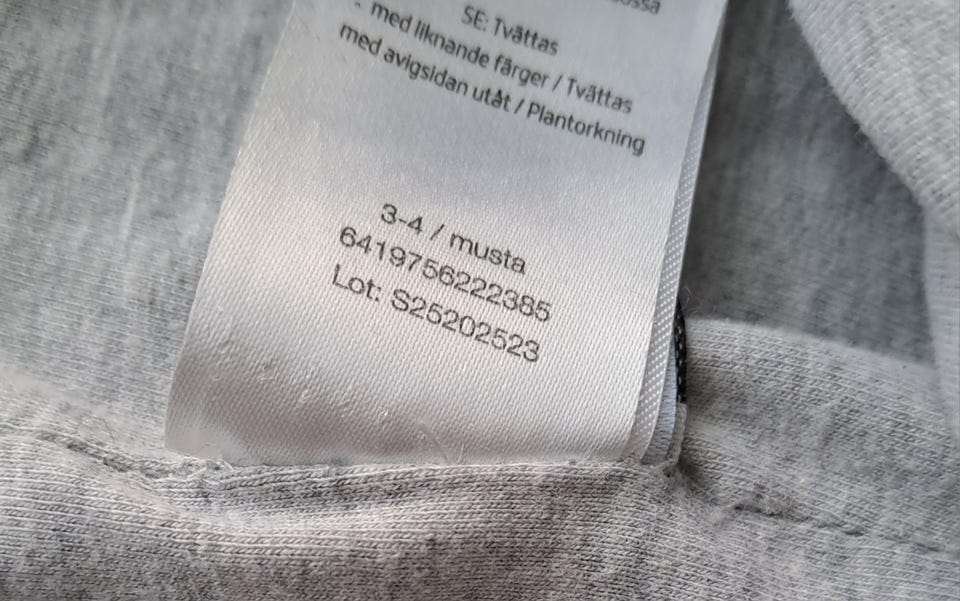 SE: Tvättas
- med liknande färger / Tvättas
med avigsidan utåt / Plantorkning
3-4 / musta
6419756222385
Lot: S25202523